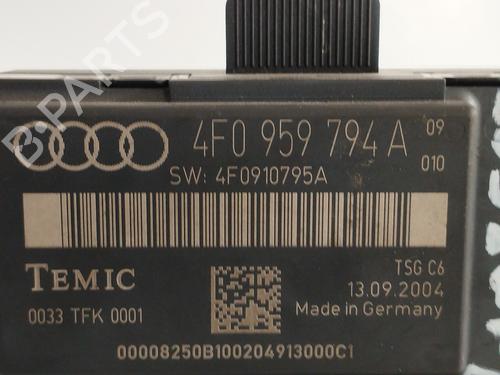 B-PARTS
4F0 959 794 A 09
010
SW: 4F0910795A
TEMIC
TSG C6
13.09.2004
0033 TFK 0001
Made in Germany
00008250B100204913000C1